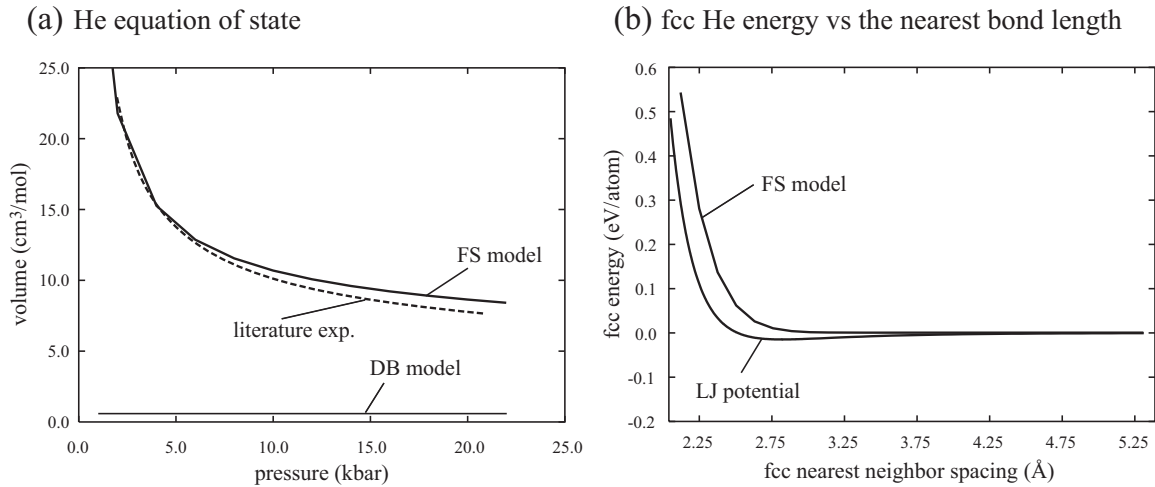 (a) He equation of state
25.0
20.0
15.0
10.0
5.0
0.0
volume (cm³/mol)
FS model
literature exp.
DB model
0.0 5.0 10.0 15.0 20.0 25.0
pressure (kbar)
(b) fcc He energy vs the nearest bond length
0.6
0.5
0.4
0.3
0.2
0.1
0.0
-0.1
-0.2
fcc energy (eV/atom)
FS model
LJ potential
2.25 2.75 3.25 3.75 4.25 4.75 5.25
fcc nearest neighbor spacing (Å)